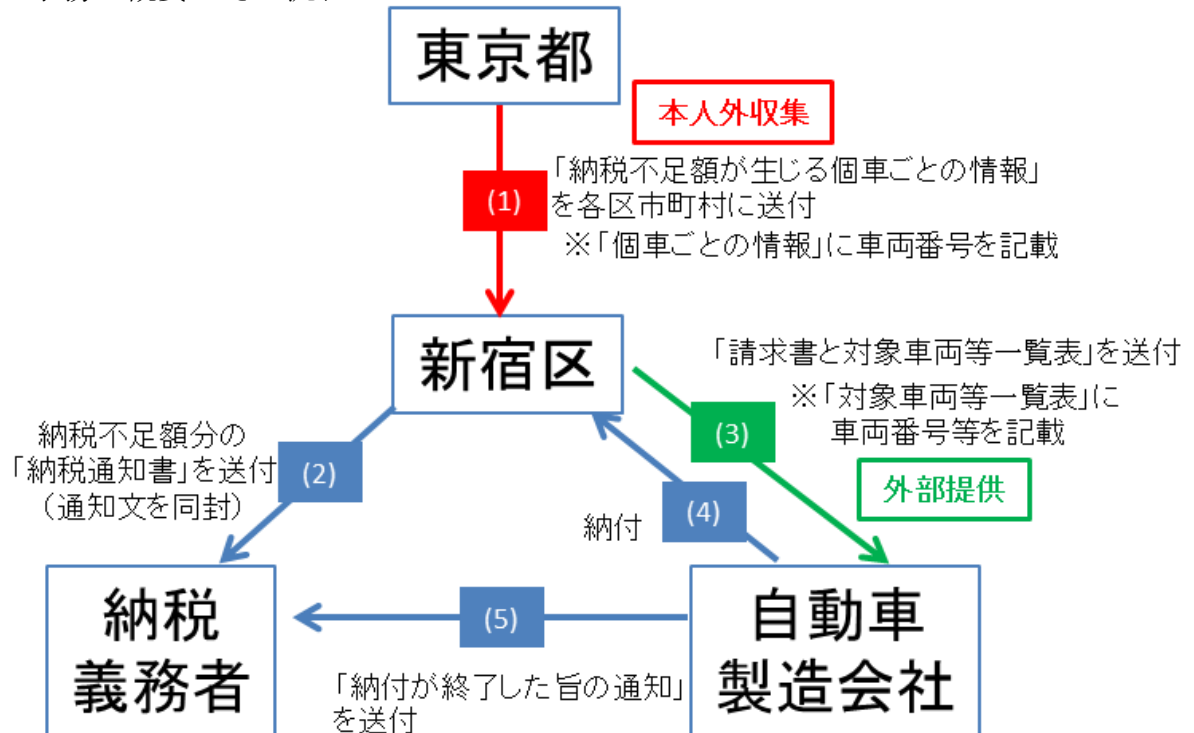 東京都
本人外収集
(1)
「納税不足額が生じる個車ごとの情報」
を各区市町村に送付
※「個車ごとの情報」に車両番号を記載
新宿区
「請求書と対象車両等一覧表」を送付
※「対象車両等一覧表」に
車両番号等を記載
(3)
外部提供
納税不足額分の
「納税通知書」を送付
(通知文を同封)
(2)
(4)
納付
納税
義務者
(5)
「納付が終了した旨の通知」
を送付
自動車
製造会社